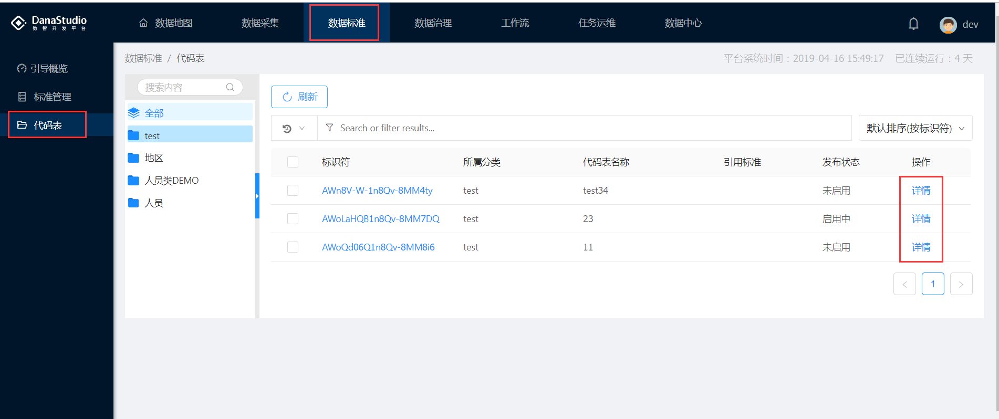 DanaStudio
数智开发平台
数据地图
数据采集
数据标准
数据治理
工作流
任务运维
数据中心
dev
引导概览
标准管理
代码表
数据标准 / 代码表
平台系统时间：2019-04-16 15:49:17 已连续运行：4 天
搜索内容
全部
test
地区
人员类DEMO
人员
刷新
Search or filter results...
默认排序(按标识符)
标识符 所属分类 代码表名称 引用标准 发布状态 操作
AWn8V-W-1n8Qv-8MM4ty test test34 未启用 详情
AWoLaHQB1n8Qv-8MM7DQ test 23 启用中 详情
AWoQd06Q1n8Qv-8MM8i6 test 11 未启用 详情
< 1 >